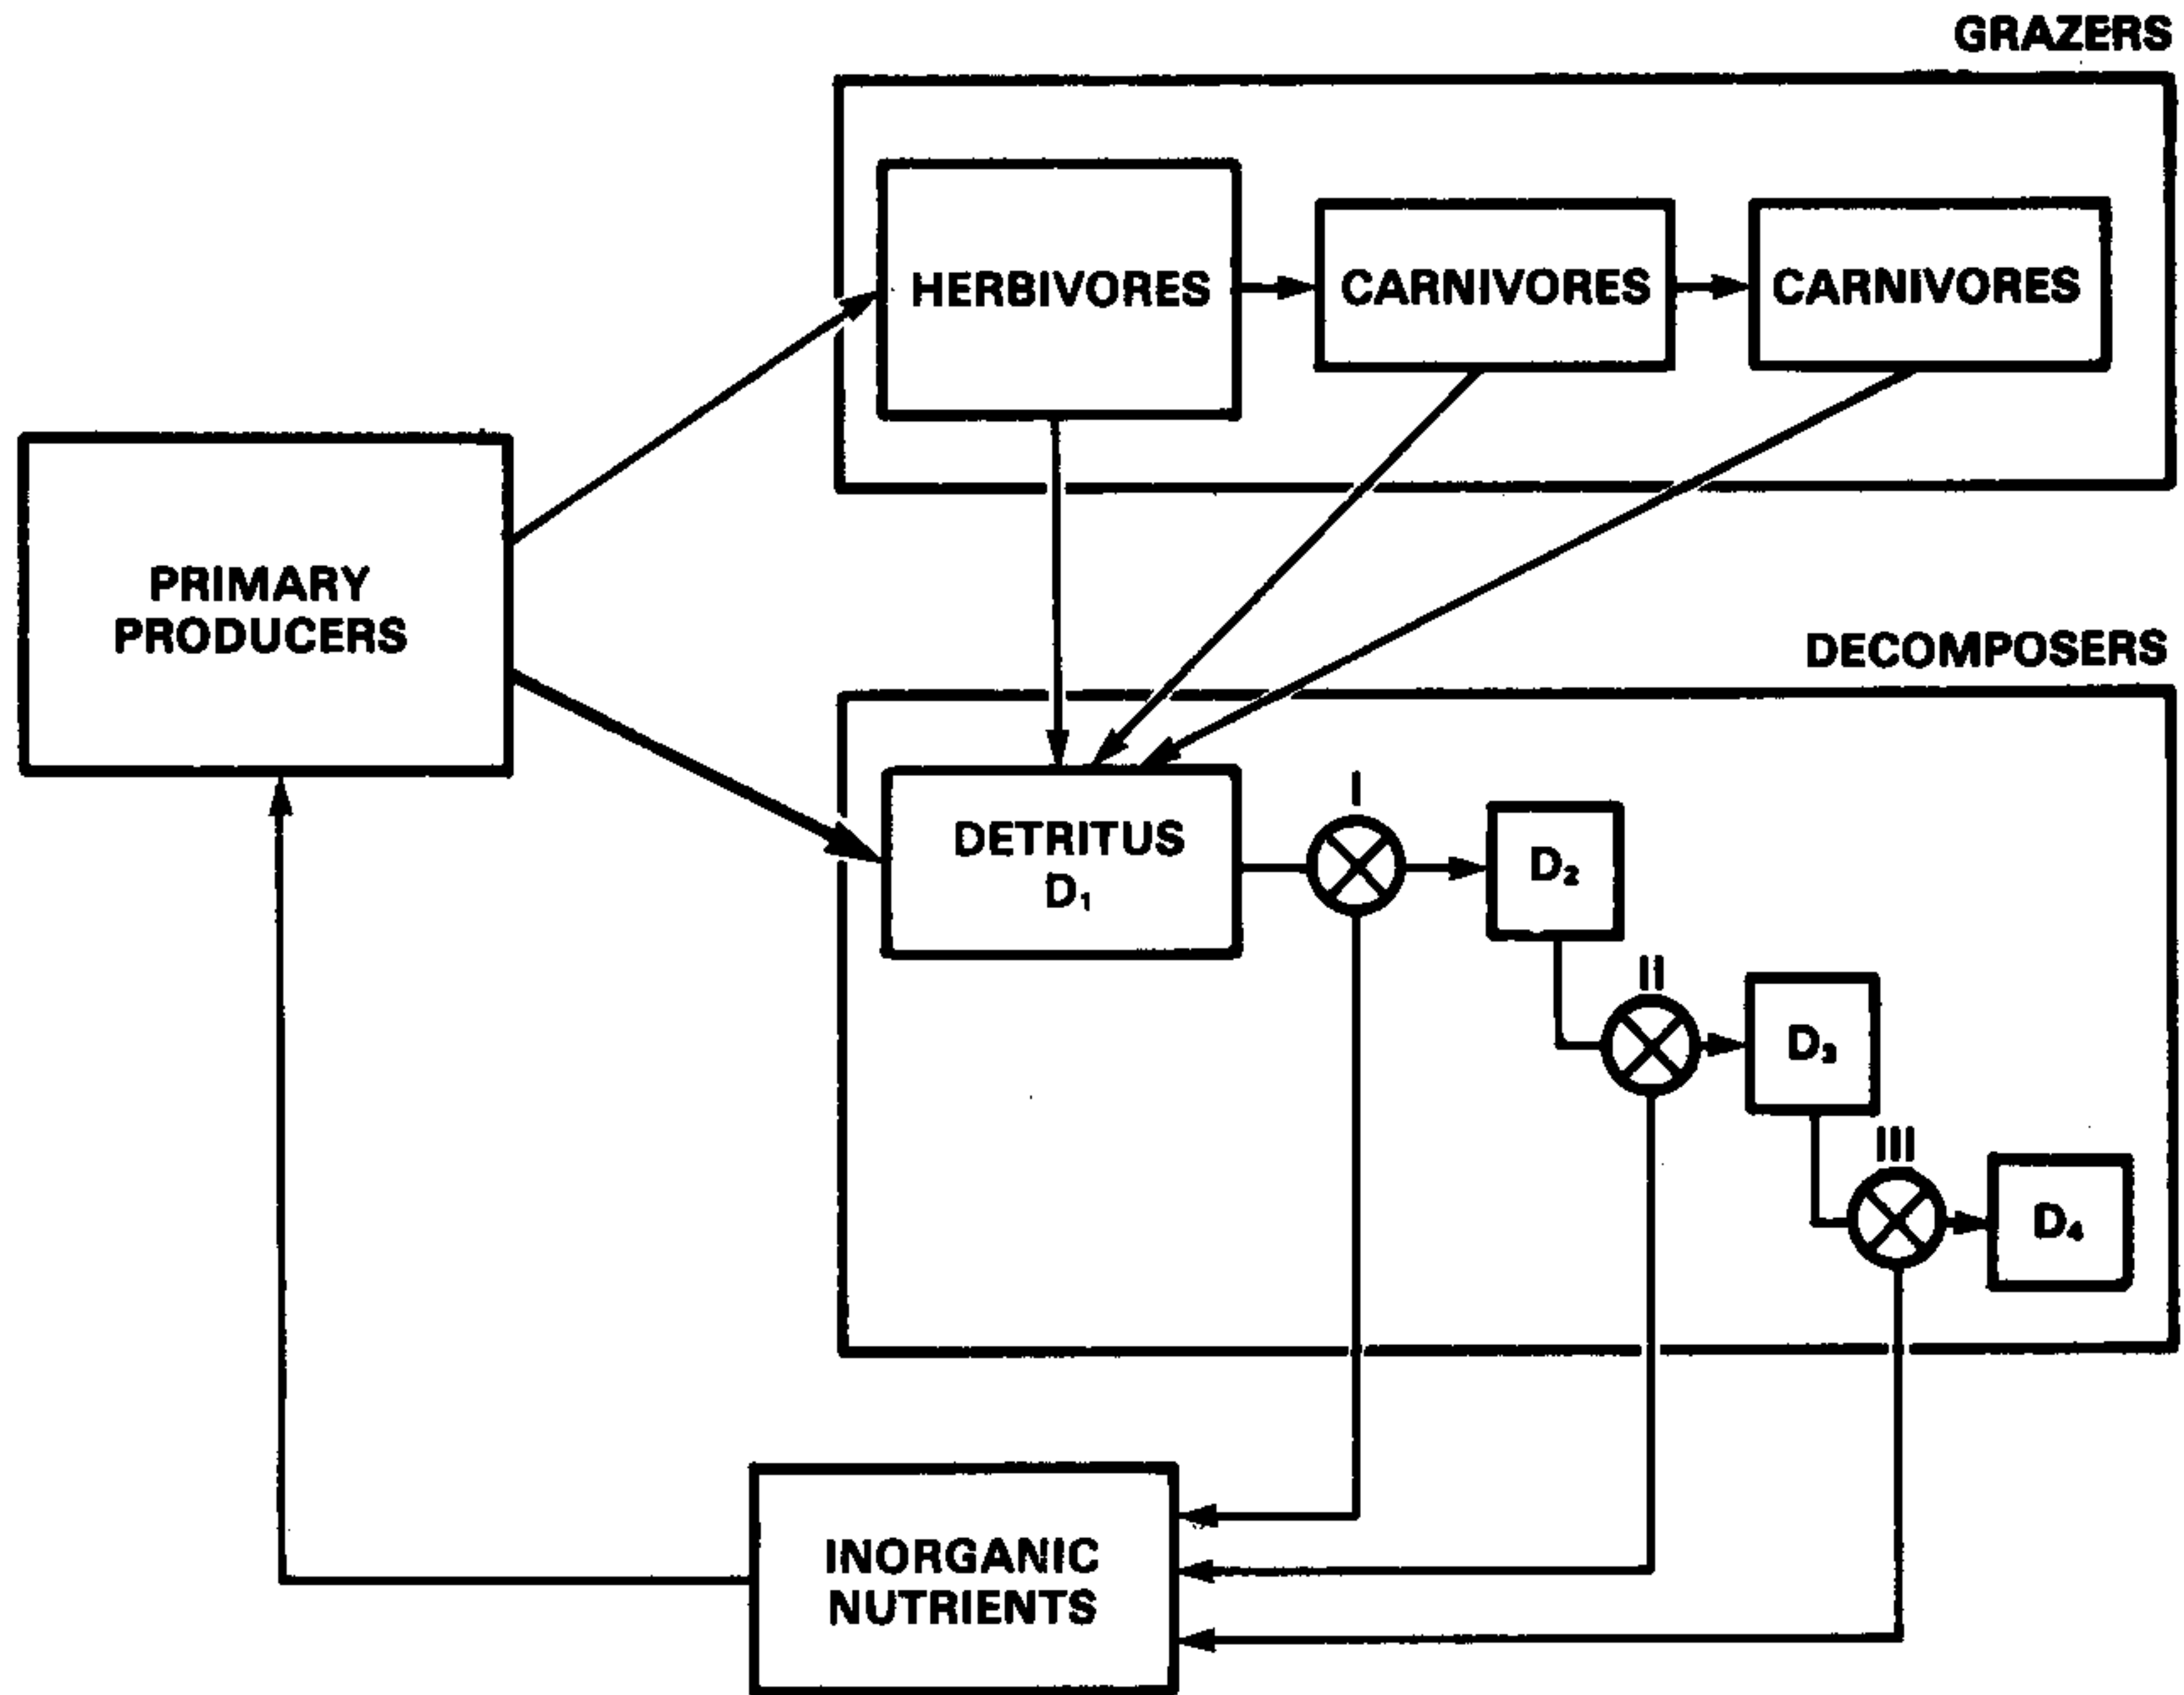 GRAZERS
HERBIVORES
CARNIVORES
CARNIVORES
PRIMARY
PRODUCERS
DECOMPOSERS
DETRITUS
D₁
I
D₂
II
D₃
III
D₄
INORGANIC
NUTRIENTS